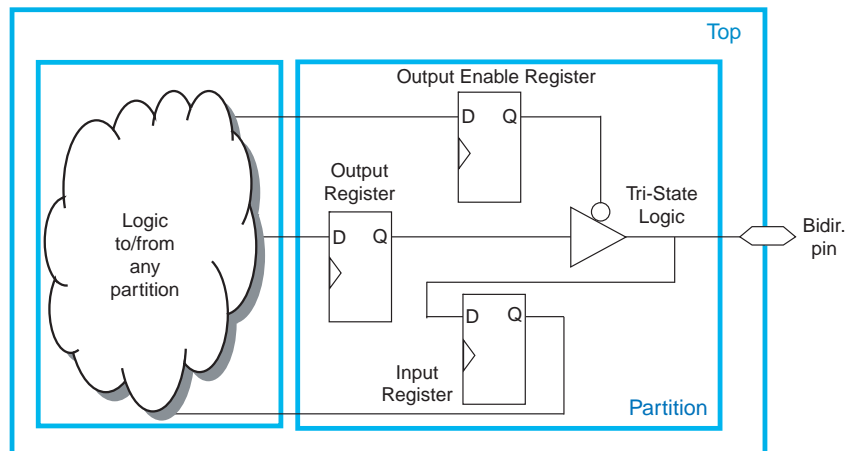 Top
Output Enable Register
D Q
Output
Register
D Q
Tri-State
Logic
Bidir.
pin
Logic
to/from
any
partition
D Q
Input
Register
Partition